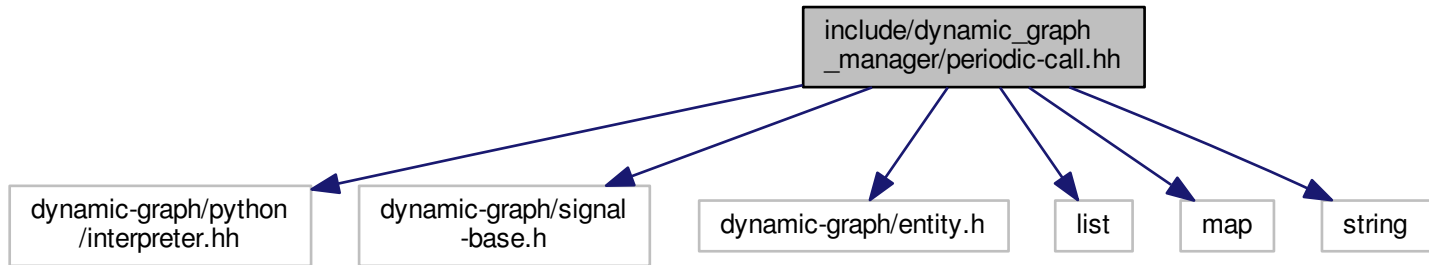 include/dynamic_graph
_manager/periodic-call.hh
dynamic-graph/python
/interpreter.hh
dynamic-graph/signal
-base.h
dynamic-graph/entity.h
list
map
string